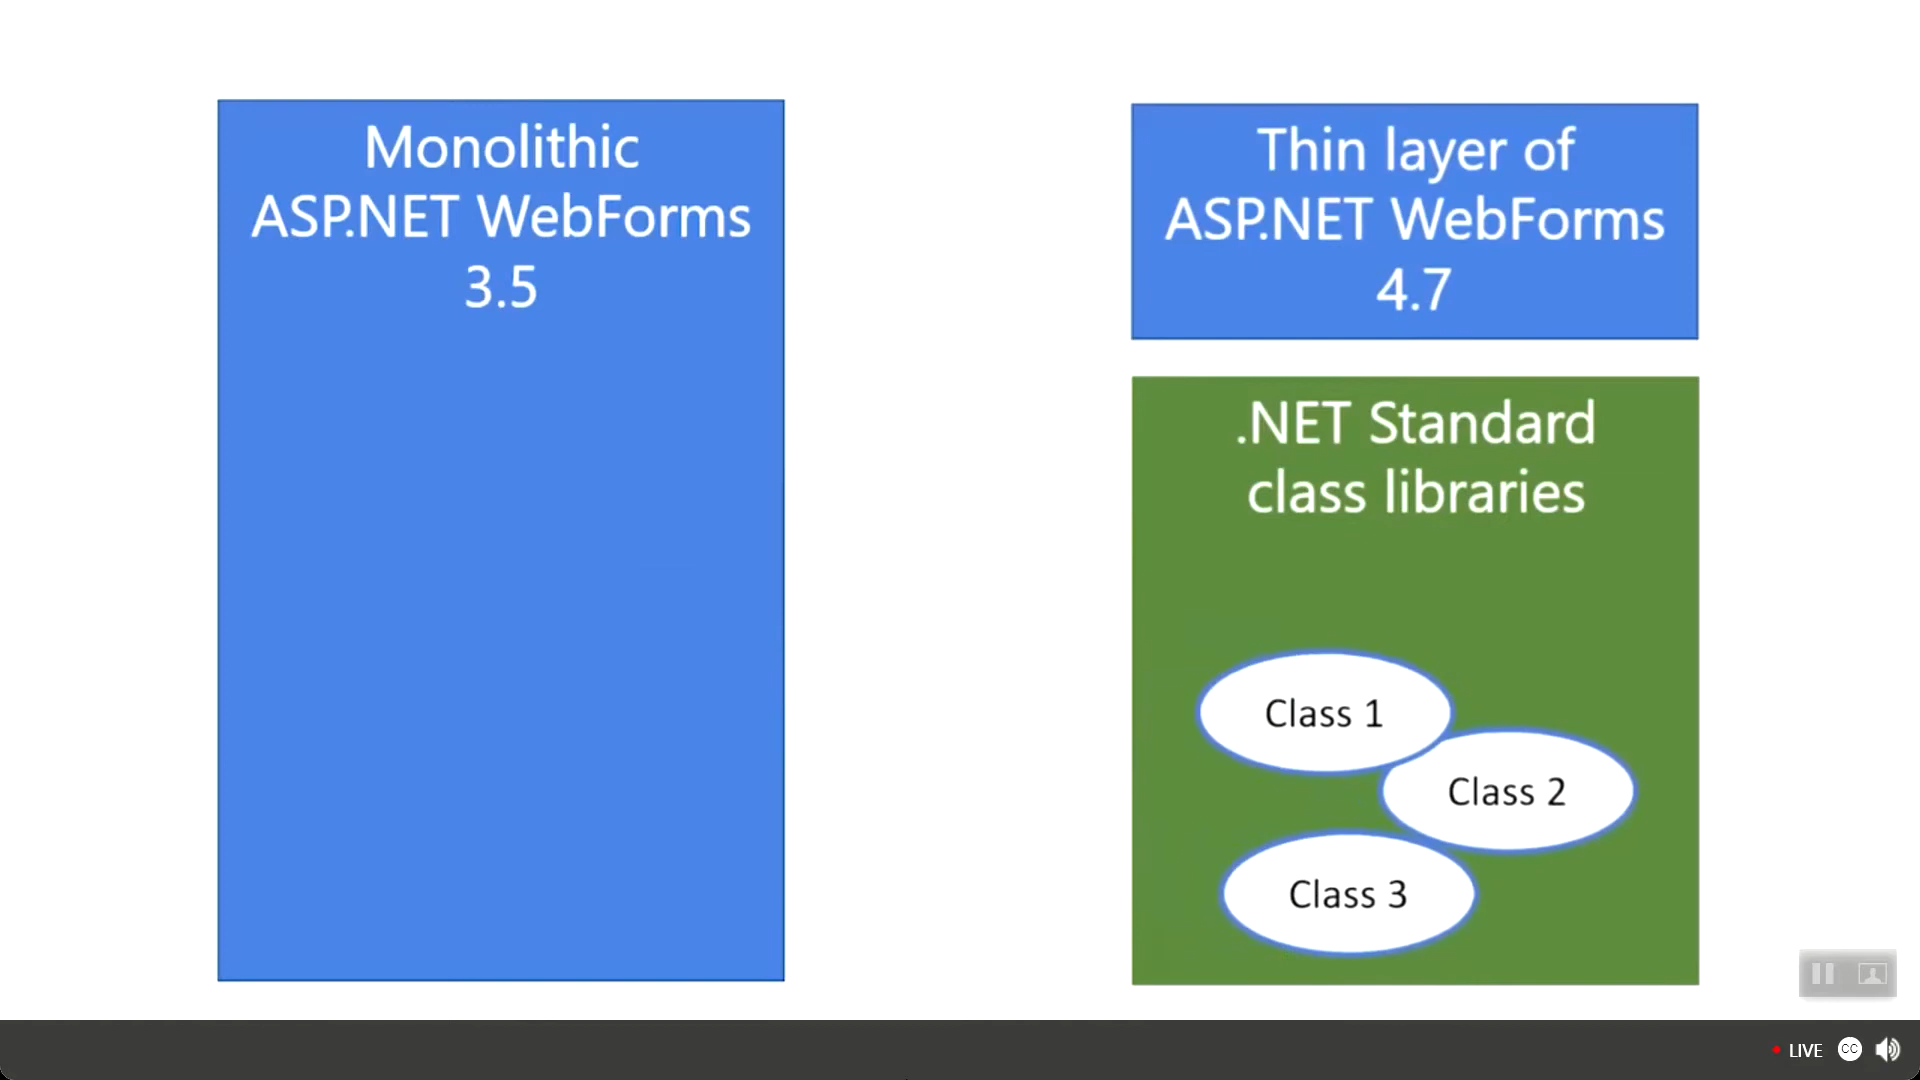 Monolithic
ASP.NET WebForms
3.5
Thin layer of
ASP.NET WebForms
4.7
.NET Standard
class libraries
Class 1
Class 2
Class 3
LIVE
CC